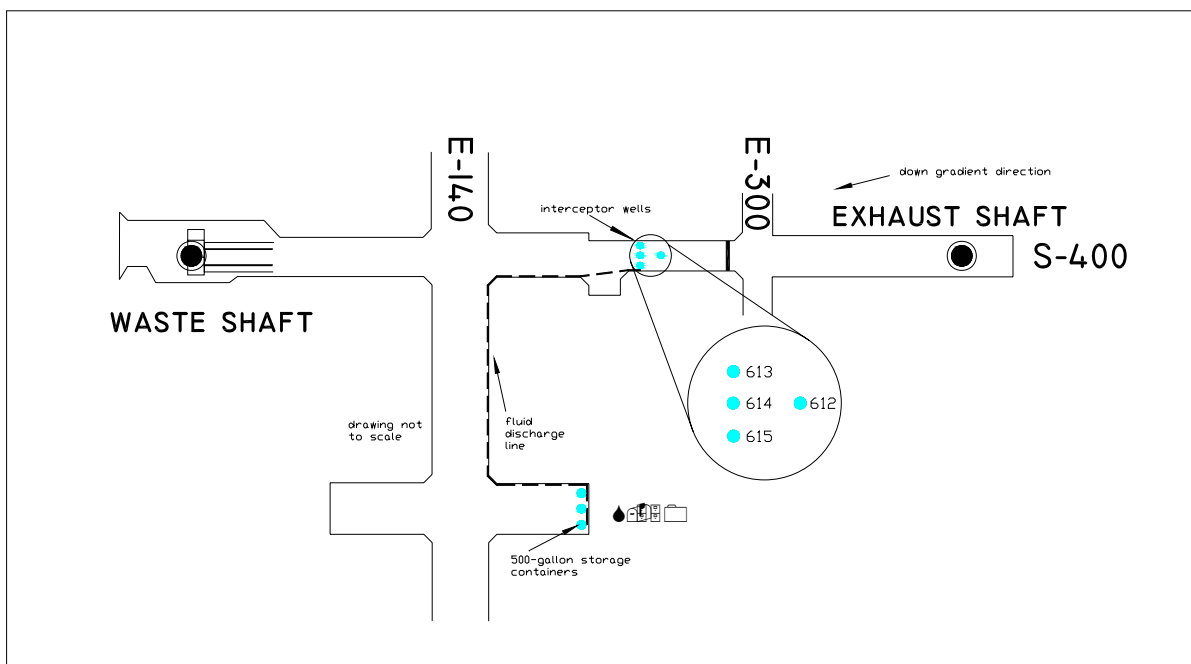 E-140
E-300
down gradient direction
interceptor wells
EXHAUST SHAFT
S-400
WASTE SHAFT
613
614
612
615
drawing not
to scale
fluid
discharge
line
500-gallon storage
containers